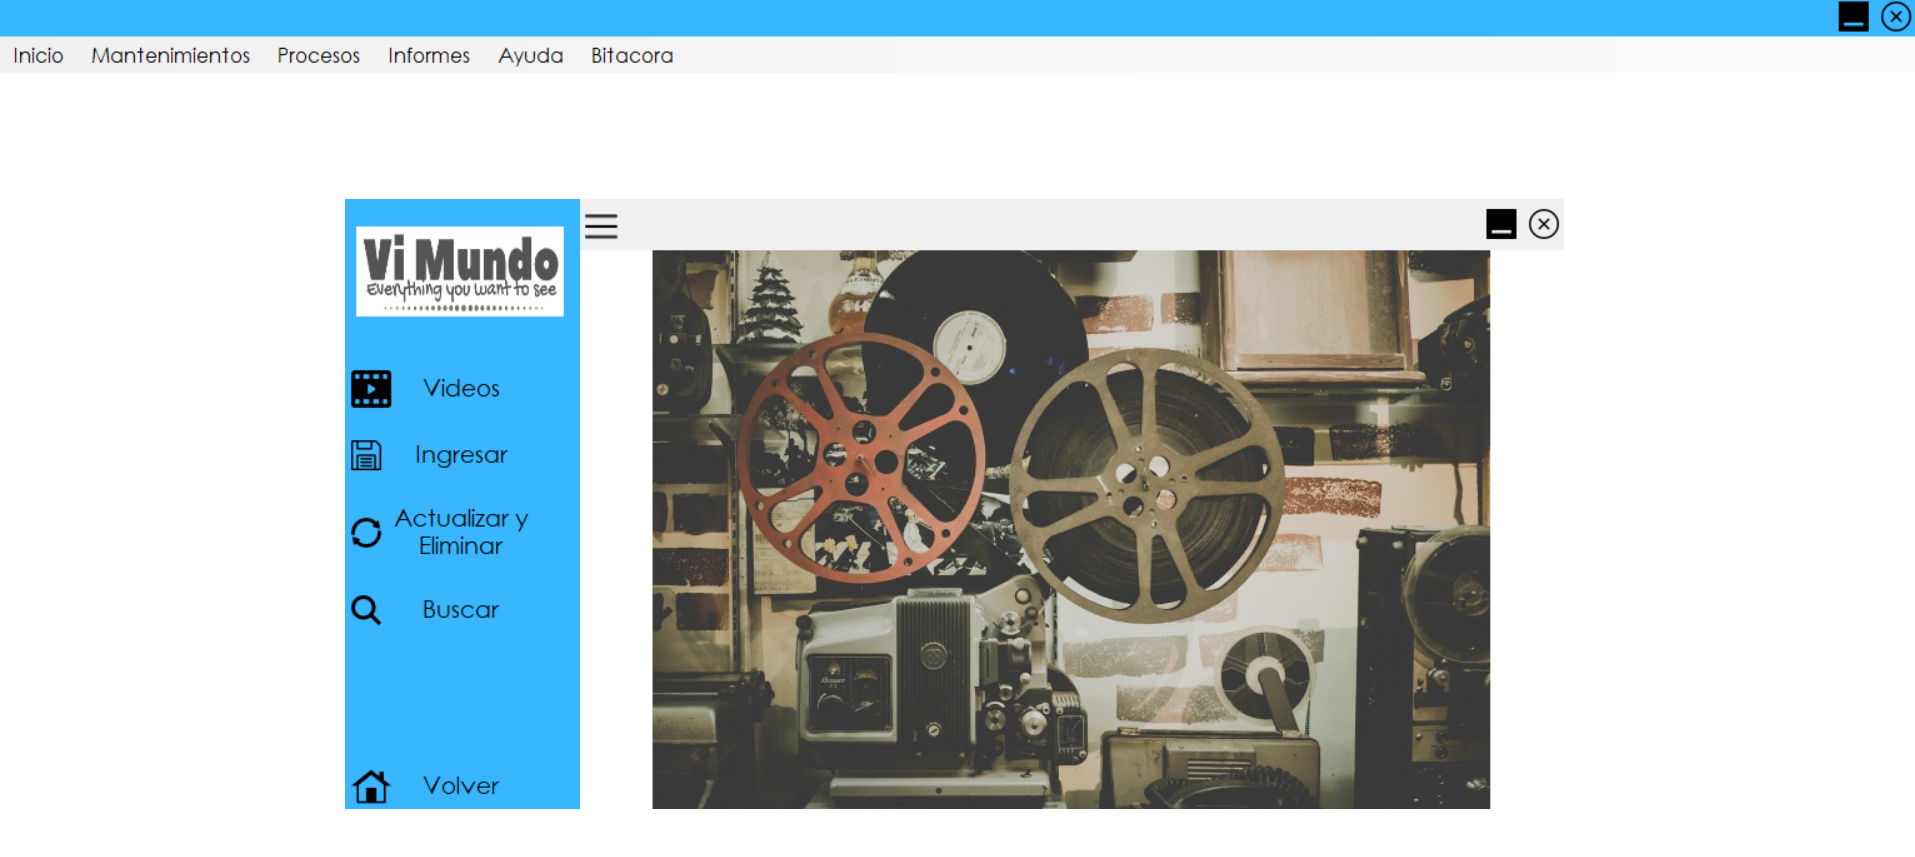 Inicio Mantenimientos Procesos Informes Ayuda Bitacora
Vi Mundo
Everything you want to see
Videos
Ingresar
Actualizar y
Eliminar
Buscar
Volver